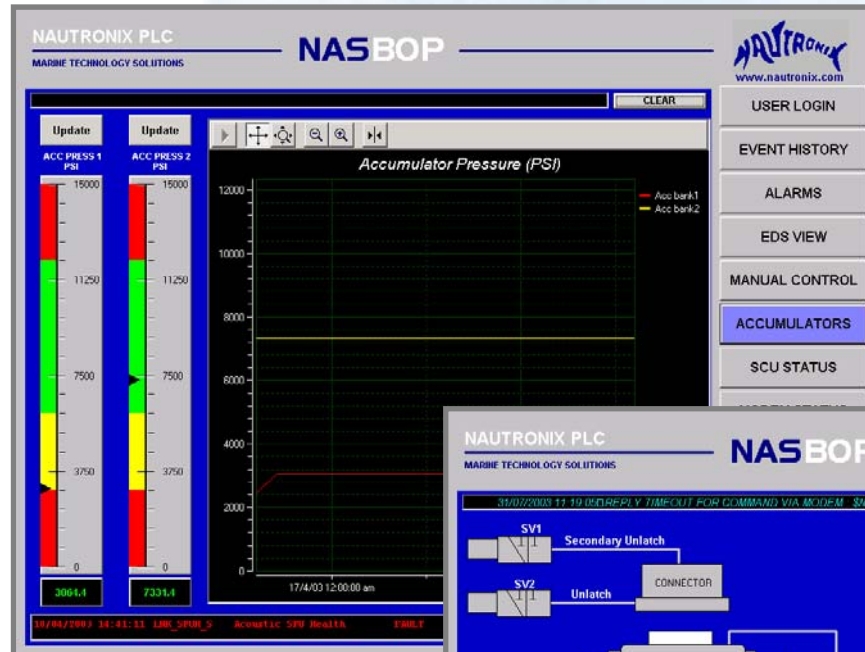 NAUTRONIX PLC
MARINE TECHNOLOGY SOLUTIONS
NASBOP
NAUTRONIX
www.nautronix.com
CLEAR
USER LOGIN
EVENT HISTORY
ALARMS
EDS VIEW
MANUAL CONTROL
ACCUMULATORS
SCU STATUS
Update
Update
ACC PRESS 1
PSI
ACC PRESS 2
PSI
15000
11250
7500
3750
0
3064.4
15000
11250
7500
3750
0
7331.4
Accumulator Pressure (PSI)
12000
10000
8000
6000
4000
2000
0
Acc bank1
Acc bank2
17/4/03 12:00:00 am
14:41:11
Acoustic SPU Health
FAULT
NAUTRONIX PLC
MARINE TECHNOLOGY SOLUTIONS
NASBOP
31/07/2003 11:19:05
REPLY TIMEOUT FOR COMMAND VIA MODEM
SV1
Secondary Unlatch
SV2
Unlatch
CONNECTOR